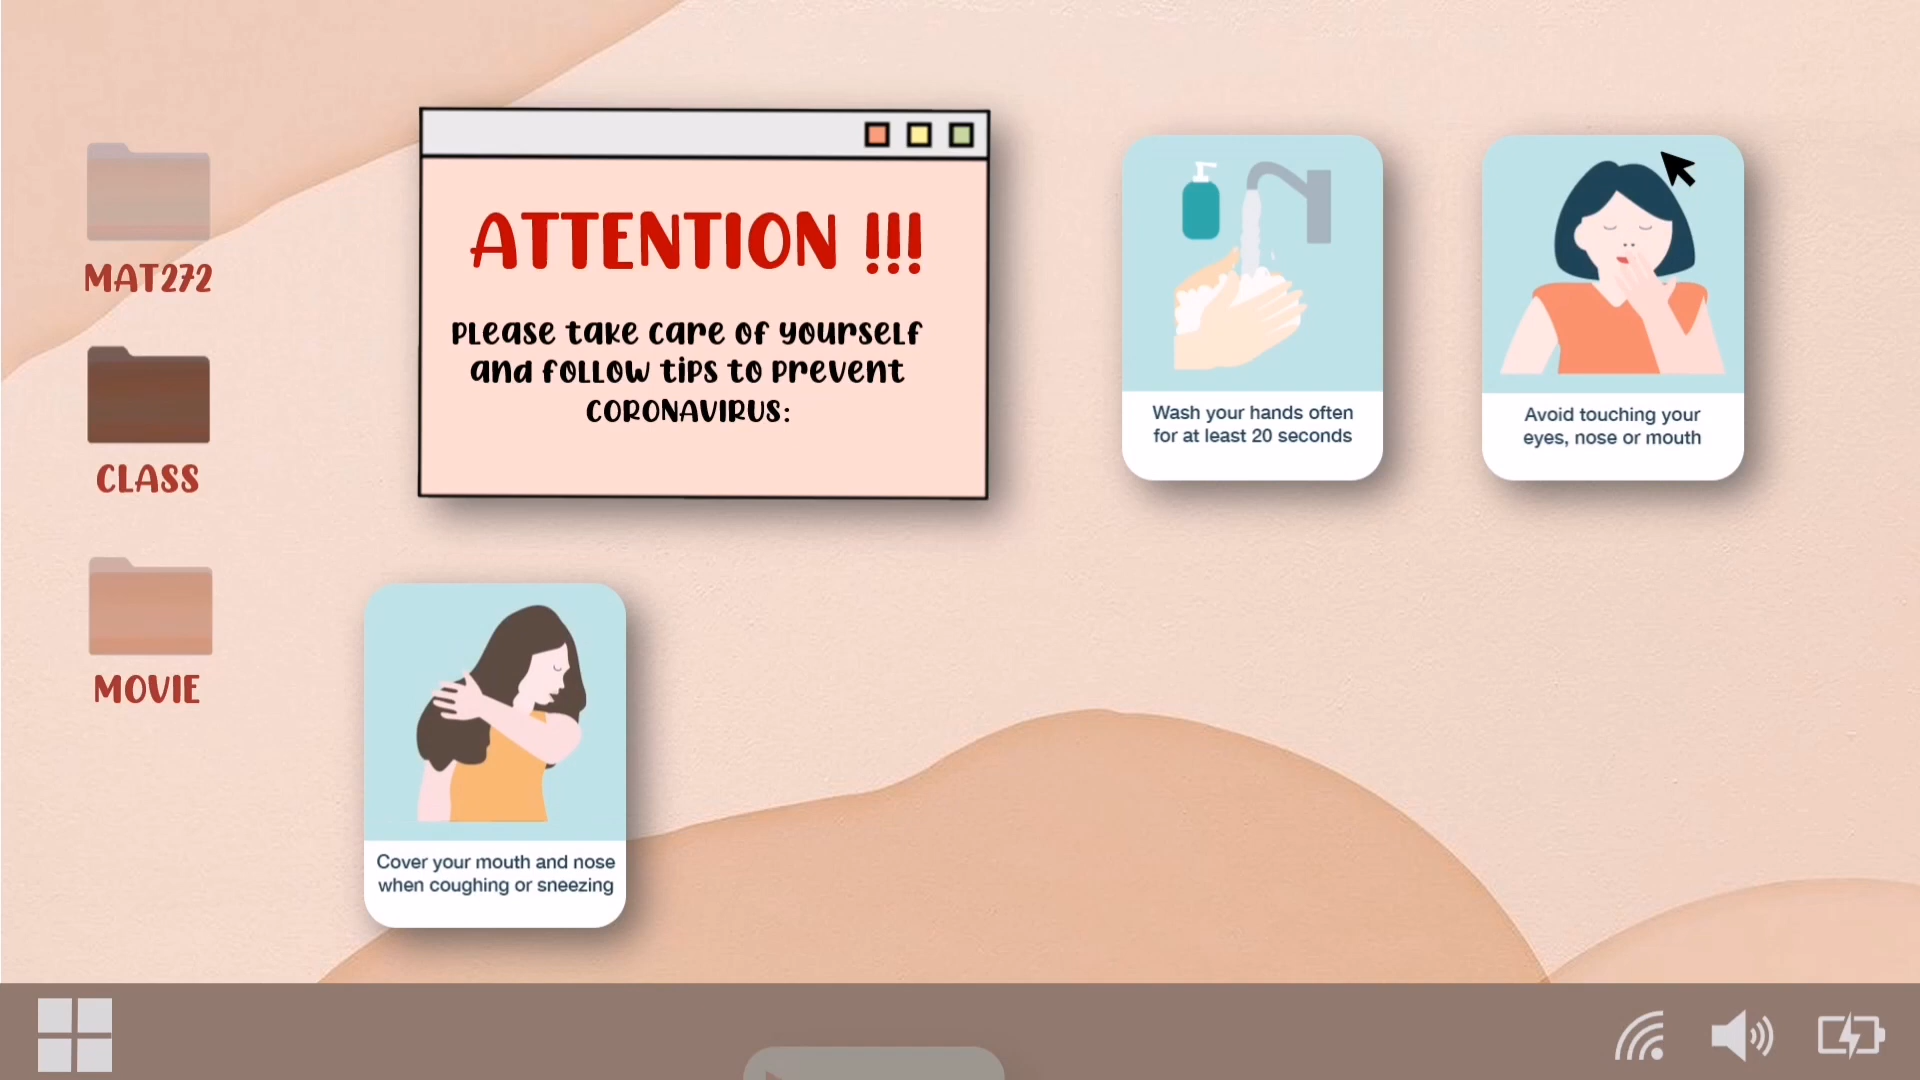 MAT272
CLASS
MOVIE
ATTENTION !!!
Please take care of yourself
and follow tips to prevent
CORONAVIRUS:
Wash your hands often
for at least 20 seconds
Avoid touching your
eyes, nose or mouth
Cover your mouth and nose
when coughing or sneezing